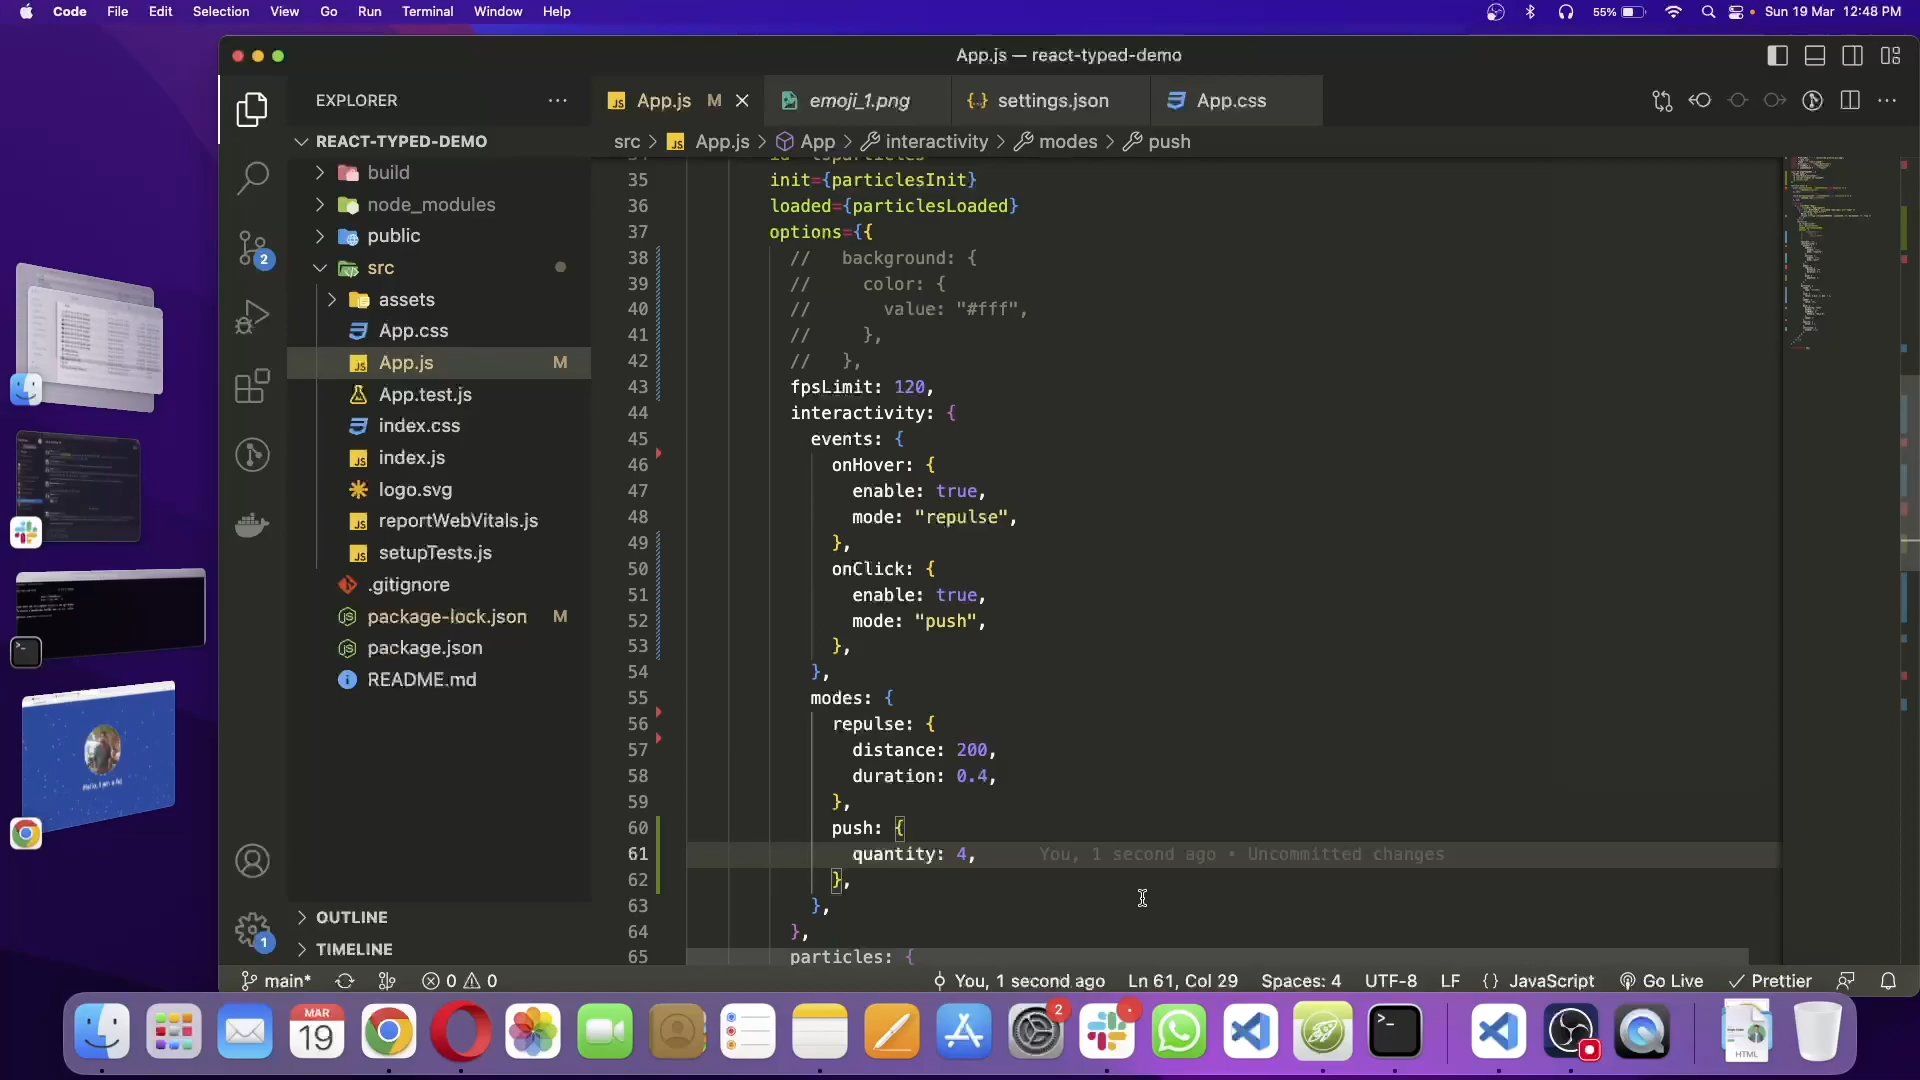 Code File Edit Selection View Go Run Terminal Window Help
55% Sun 19 Mar 12:48 PM
App.js — react-typed-demo
EXPLORER
App.js M
emoji_1.png
settings.json
App.css
REACT-TYPED-DEMO
src > App.js > App > interactivity > modes > push
build
node_modules
public
src
assets
App.css
App.js M
App.test.js
index.css
index.js
logo.svg
reportWebVitals.js
setupTests.js
.gitignore
package-lock.json M
package.json
README.md
OUTLINE
TIMELINE
2
1
35 init={particlesInit}
36 loaded={particlesLoaded}
37 options={{
38 // background: {
39 // color: {
40 // value: "#fff",
41 // },
42 // },
43 fpsLimit: 120,
44 interactivity: {
45 events: {
46 onHover: {
47 enable: true,
48 mode: "repulse",
49 },
50 onClick: {
51 enable: true,
52 mode: "push",
53 },
54 },
55 modes: {
56 repulse: {
57 distance: 200,
58 duration: 0.4,
59 },
60 push: {
61 quantity: 4, You, 1 second ago • Uncommitted changes
62 },
63 },
64 },
65 particles: {
main* 0 0 You, 1 second ago Ln 61, Col 29 Spaces: 4 UTF-8 LF {} JavaScript Go Live Prettier
MAR
19
2
HTML